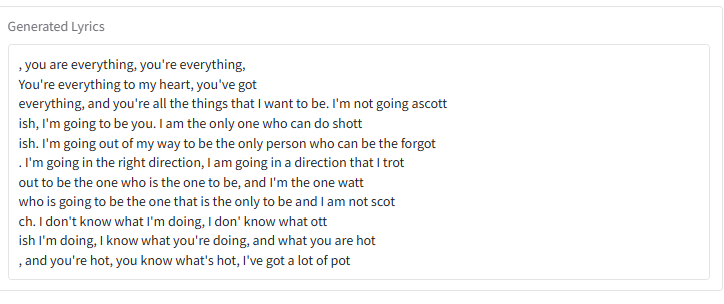 Generated Lyrics
, you are everything, you're everything,
You're everything to my heart, you've got
everything, and you're all the things that I want to be. I'm not going ascott
ish, I'm going to be you. I am the only one who can do shott
ish. I'm going out of my way to be the only person who can be the forgot
. I'm going in the right direction, I am going in a direction that I trot
out to be the one who is the one to be, and I'm the one watt
who is going to be the one that is the only to be and I am not scot
ch. I don't know what I'm doing, I don' know what ott
ish I'm doing, I know what you're doing, and what you are hot
, and you're hot, you know what's hot, I've got a lot of pot